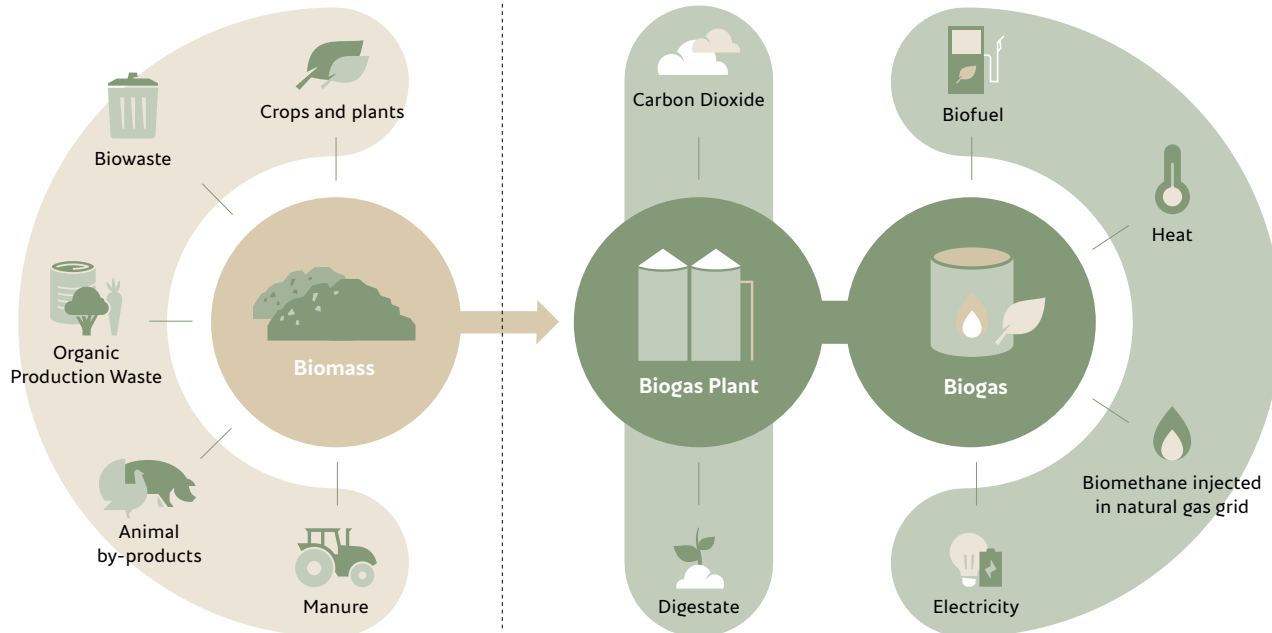 Crops and plants
Biowaste
Organic
Production Waste
Animal
by-products
Manure
Biomass
Carbon Dioxide
Biogas Plant
Digestate
Biofuel
Heat
Biogas
Biomethane injected
in natural gas grid
Electricity